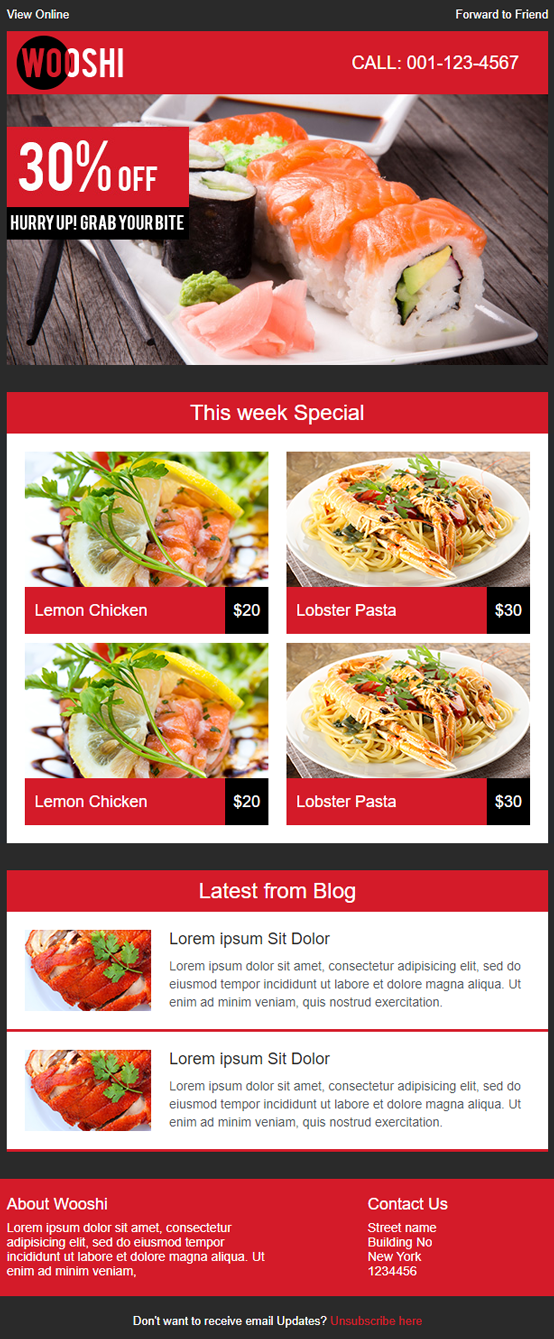 View Online
Forward to Friend
WOOSHI
CALL: 001-123-4567
30% OFF
HURRY UP! GRAB YOUR BITE
This week Special
Lemon Chicken
$20
Lobster Pasta
$30
Lemon Chicken
$20
Lobster Pasta
$30
Latest from Blog
Lorem ipsum Sit Dolor
Lorem ipsum dolor sit amet, consectetur adipisicing elit, sed do
eiusmod tempor incididunt ut labore et dolore magna aliqua. Ut
enim ad minim veniam, quis nostrud exercitation.
Lorem ipsum Sit Dolor
Lorem ipsum dolor sit amet, consectetur adipisicing elit, sed do
eiusmod tempor incididunt ut labore et dolore magna aliqua. Ut
enim ad minim veniam, quis nostrud exercitation.
About Wooshi
Lorem ipsum dolor sit amet, consectetur
adipisicing elit, sed do eiusmod tempor
incididunt ut labore et dolore magna aliqua. Ut
enim ad minim veniam,
Contact Us
Street name
Building No
New York
1234456
Don't want to receive email Updates? Unsubscribe here